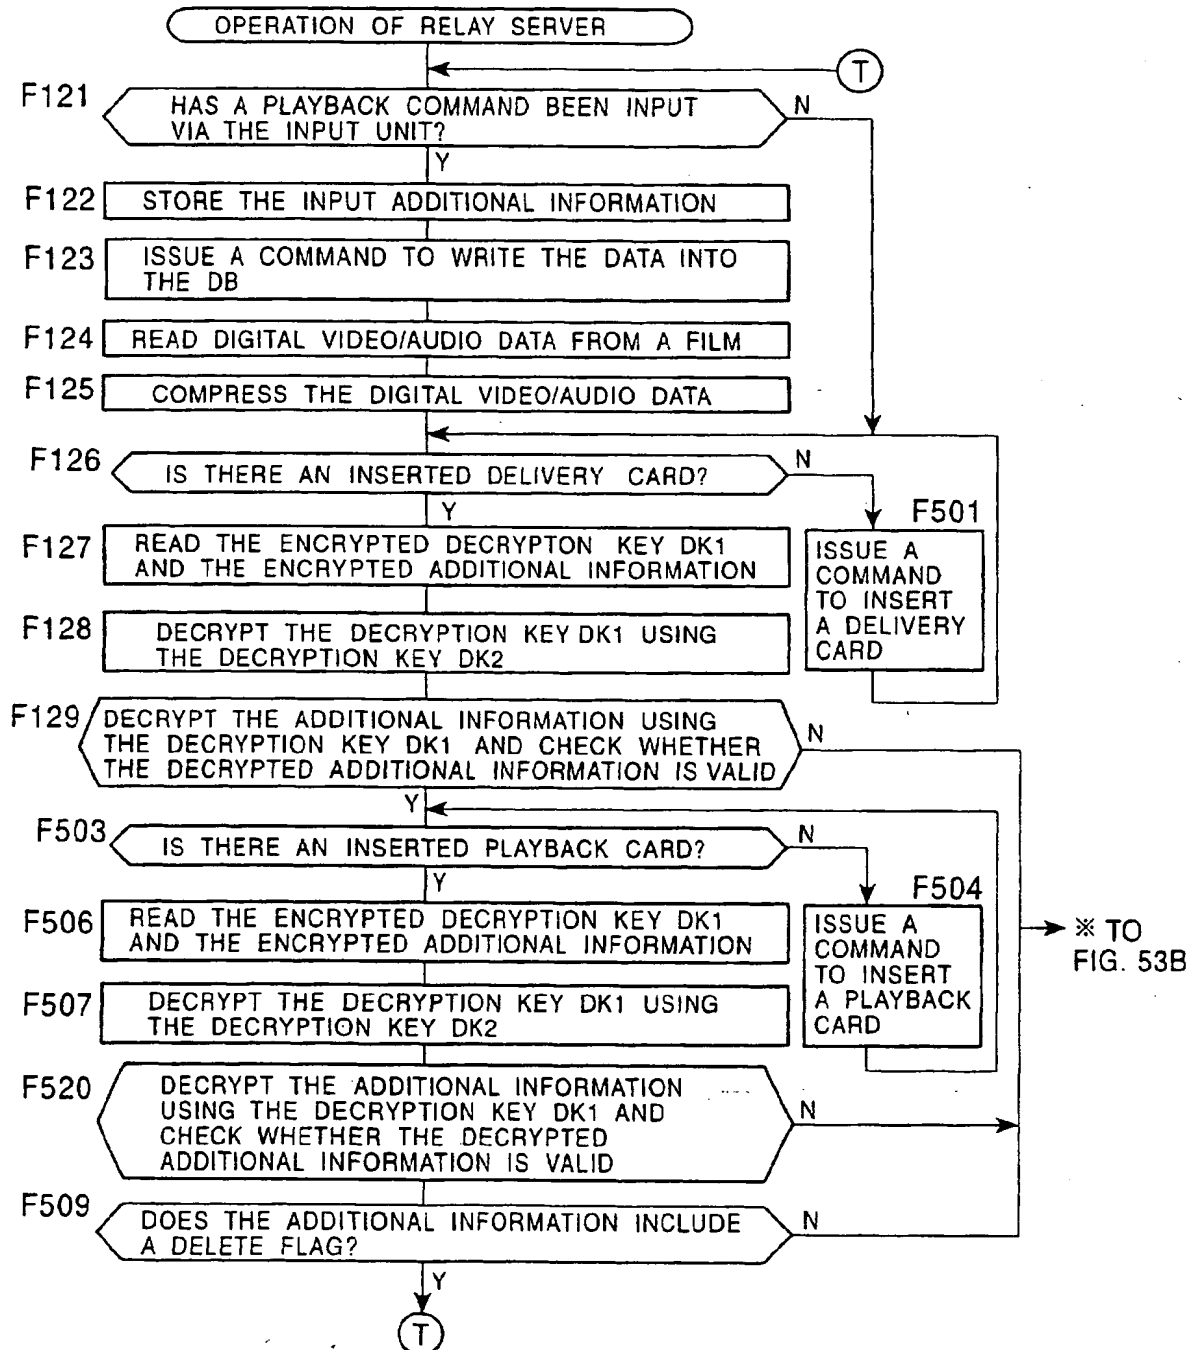 OPERATION OF RELAY SERVER
T
F121
HAS A PLAYBACK COMMAND BEEN INPUT
VIA THE INPUT UNIT?
N
Y
F122
STORE THE INPUT ADDITIONAL INFORMATION
F123
ISSUE A COMMAND TO WRITE THE DATA INTO
THE DB
F124
READ DIGITAL VIDEO/AUDIO DATA FROM A FILM
F125
COMPRESS THE DIGITAL VIDEO/AUDIO DATA
F126
IS THERE AN INSERTED DELIVERY CARD?
N
Y
F501
ISSUE A
COMMAND
TO INSERT
A DELIVERY
CARD
F127
READ THE ENCRYPTED DECRYPTON KEY DK1
AND THE ENCRYPTED ADDITIONAL INFORMATION
F128
DECRYPT THE DECRYPTION KEY DK1 USING
THE DECRYPTION KEY DK2
F129
DECRYPT THE ADDITIONAL INFORMATION USING
THE DECRYPTION KEY DK1 AND CHECK WHETHER
THE DECRYPTED ADDITIONAL INFORMATION IS VALID
N
Y
F503
IS THERE AN INSERTED PLAYBACK CARD?
N
Y
F504
ISSUE A
COMMAND
TO INSERT
A PLAYBACK
CARD
※ TO
FIG. 53B
F506
READ THE ENCRYPTED DECRYPTION KEY DK1
AND THE ENCRYPTED ADDITIONAL INFORMATION
F507
DECRYPT THE DECRYPTION KEY DK1 USING
THE DECRYPTION KEY DK2
F520
DECRYPT THE ADDITIONAL INFORMATION
USING THE DECRYPTION KEY DK1 AND
CHECK WHETHER THE DECRYPTED
ADDITIONAL INFORMATION IS VALID
N
F509
DOES THE ADDITIONAL INFORMATION INCLUDE
A DELETE FLAG?
N
Y
T